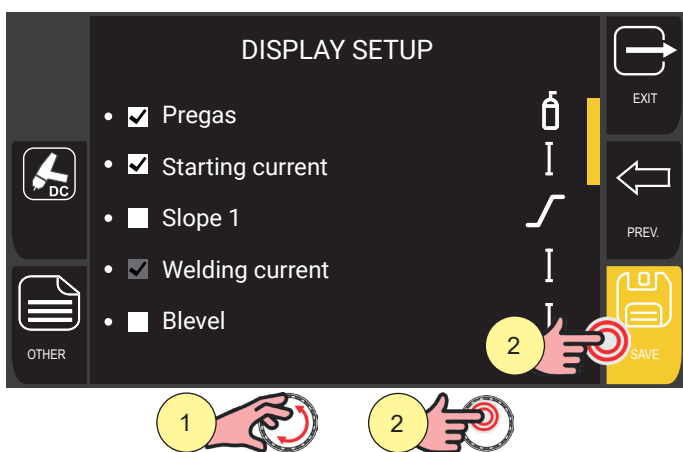 DISPLAY SETUP
EXIT
Pregas
Starting current
DC
Slope 1
PREV.
Welding current
Blevel
OTHER
2
SAVE
1
2